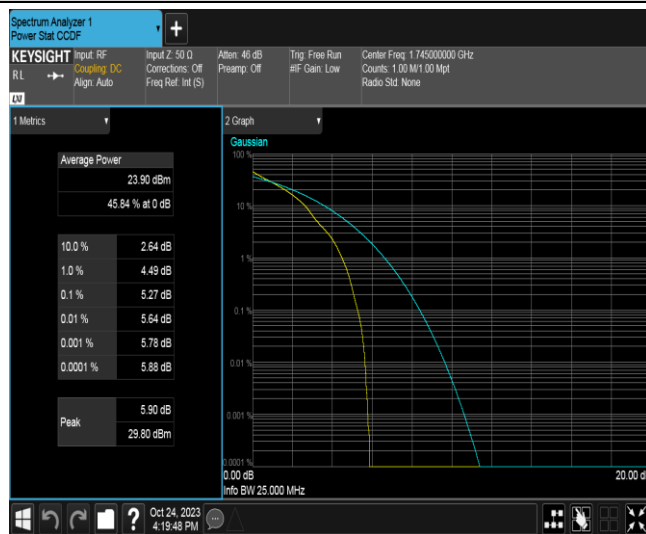 Spectrum Analyzer 1
Power Stat CCDF
+
KEYSIGHT
RL
LXI
Input: RF
Coupling: DC
Align: Auto
Input Z: 50 Ω
Corrections: Off
Freq Ref: Int (S)
Atten: 46 dB
Preamp: Off
Trig: Free Run
#IF Gain: Low
Center Freq: 1.745000000 GHz
Counts: 1.00 M/1.00 Mpt
Radio Std: None
1 Metrics
Average Power
23.90 dBm
45.84 % at 0 dB
10.0 % 2.64 dB
1.0 % 4.49 dB
0.1 % 5.27 dB
0.01 % 5.64 dB
0.001 % 5.78 dB
0.0001 % 5.88 dB
Peak
5.90 dB
29.80 dBm
2 Graph
Gaussian
100 %
10 %
1 %
0.1 %
0.01 %
0.001 %
0.0001 %
0.00 dB 20.00 d
Info BW 25.000 MHz
?
Oct 24, 2023
4:19:48 PM